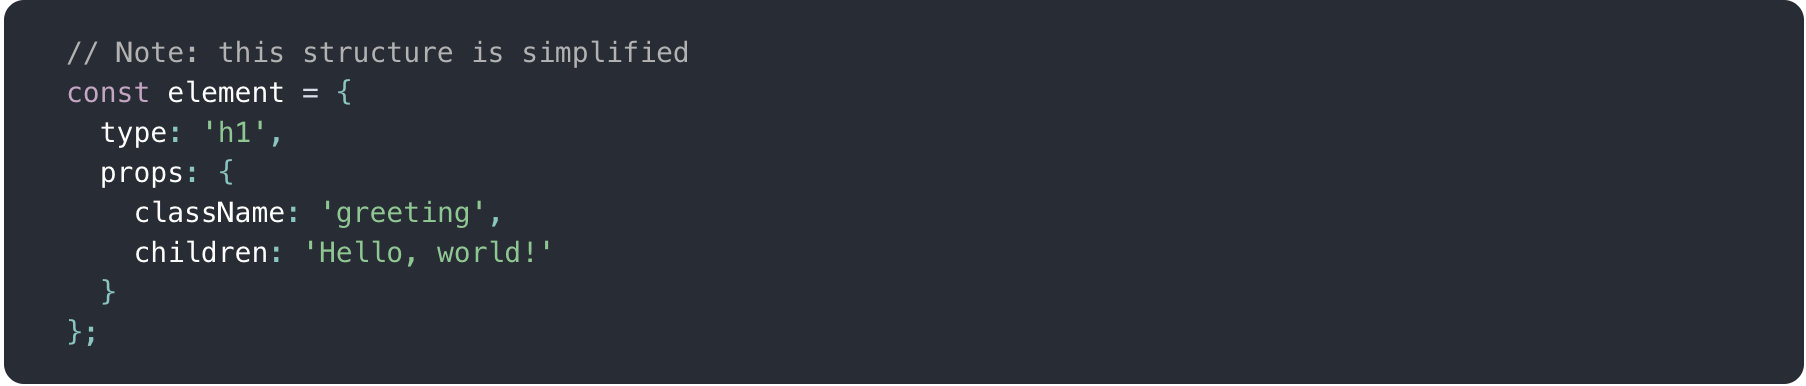 // Note: this structure is simplified
const element = {
  type: 'h1',
  props: {
    className: 'greeting',
    children: 'Hello, world!'
  }
};